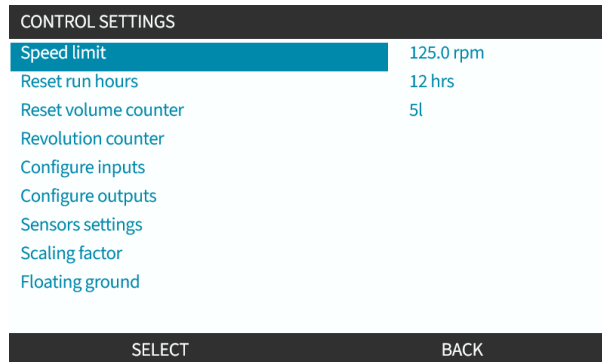 CONTROL SETTINGS
Speed limit 125.0 rpm
Reset run hours 12 hrs
Reset volume counter 5l
Revolution counter
Configure inputs
Configure outputs
Sensors settings
Scaling factor
Floating ground
SELECT BACK